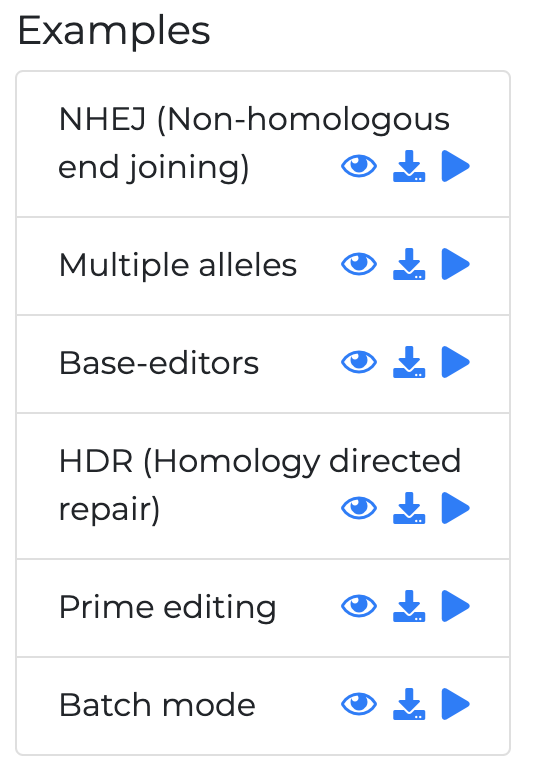 Examples
NHEJ (Non-homologous
end joining)
Multiple alleles
Base-editors
HDR (Homology directed
repair)
Prime editing
Batch mode